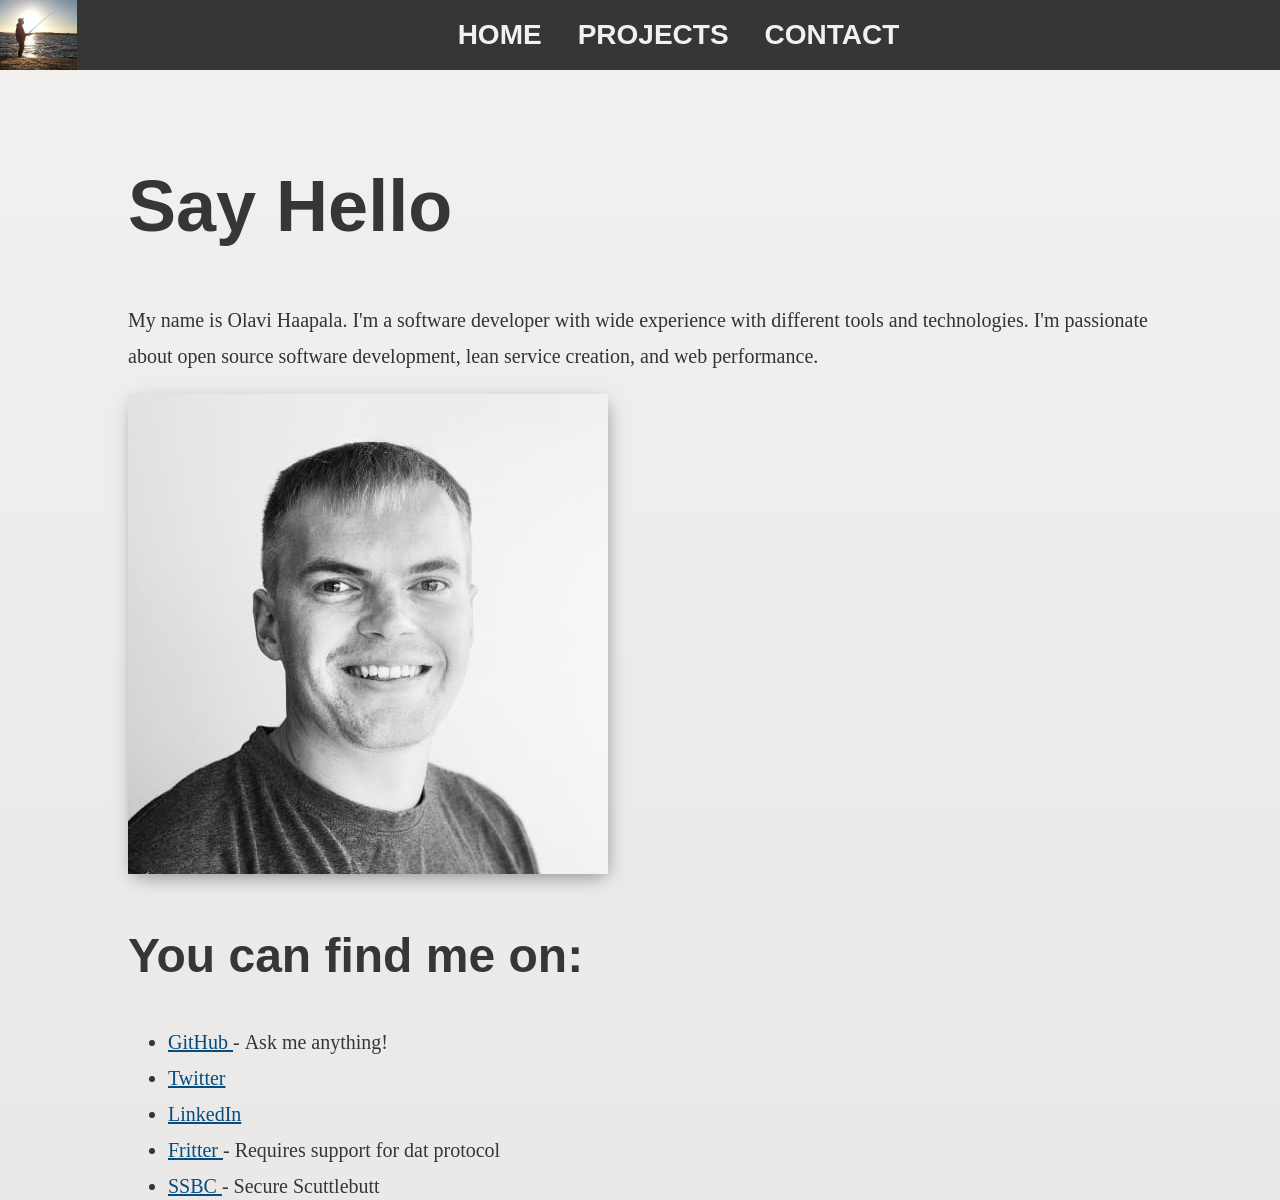 HOME PROJECTS CONTACT
Say Hello
My name is Olavi Haapala. I'm a software developer with wide experience with different tools and technologies. I'm passionate
about open source software development, lean service creation, and web performance.
You can find me on:
GitHub - Ask me anything!
Twitter
LinkedIn
Fritter - Requires support for dat protocol
SSBC - Secure Scuttlebutt